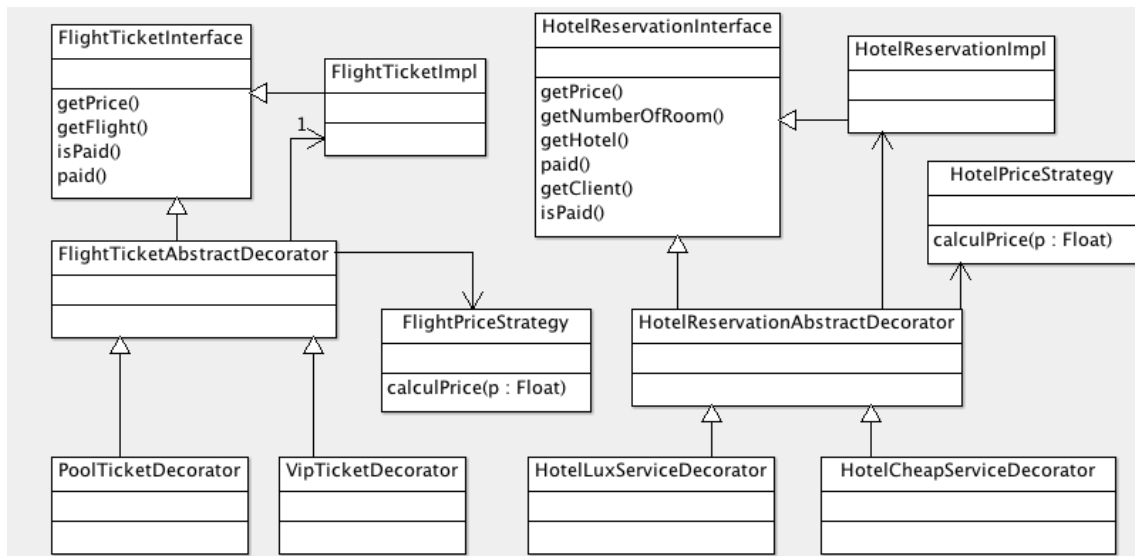 FlightTicketInterface
getPrice()
getFlight()
isPaid()
paid()
FlightTicketImpl
1
FlightTicketAbstractDecorator
FlightPriceStrategy
calculPrice(p : Float)
PoolTicketDecorator
VipTicketDecorator
HotelReservationInterface
getPrice()
getNumberOfRoom()
getHotel()
paid()
getClient()
isPaid()
HotelReservationImpl
HotelPriceStrategy
calculPrice(p : Float)
HotelReservationAbstractDecorator
HotelLuxServiceDecorator
HotelCheapServiceDecorator